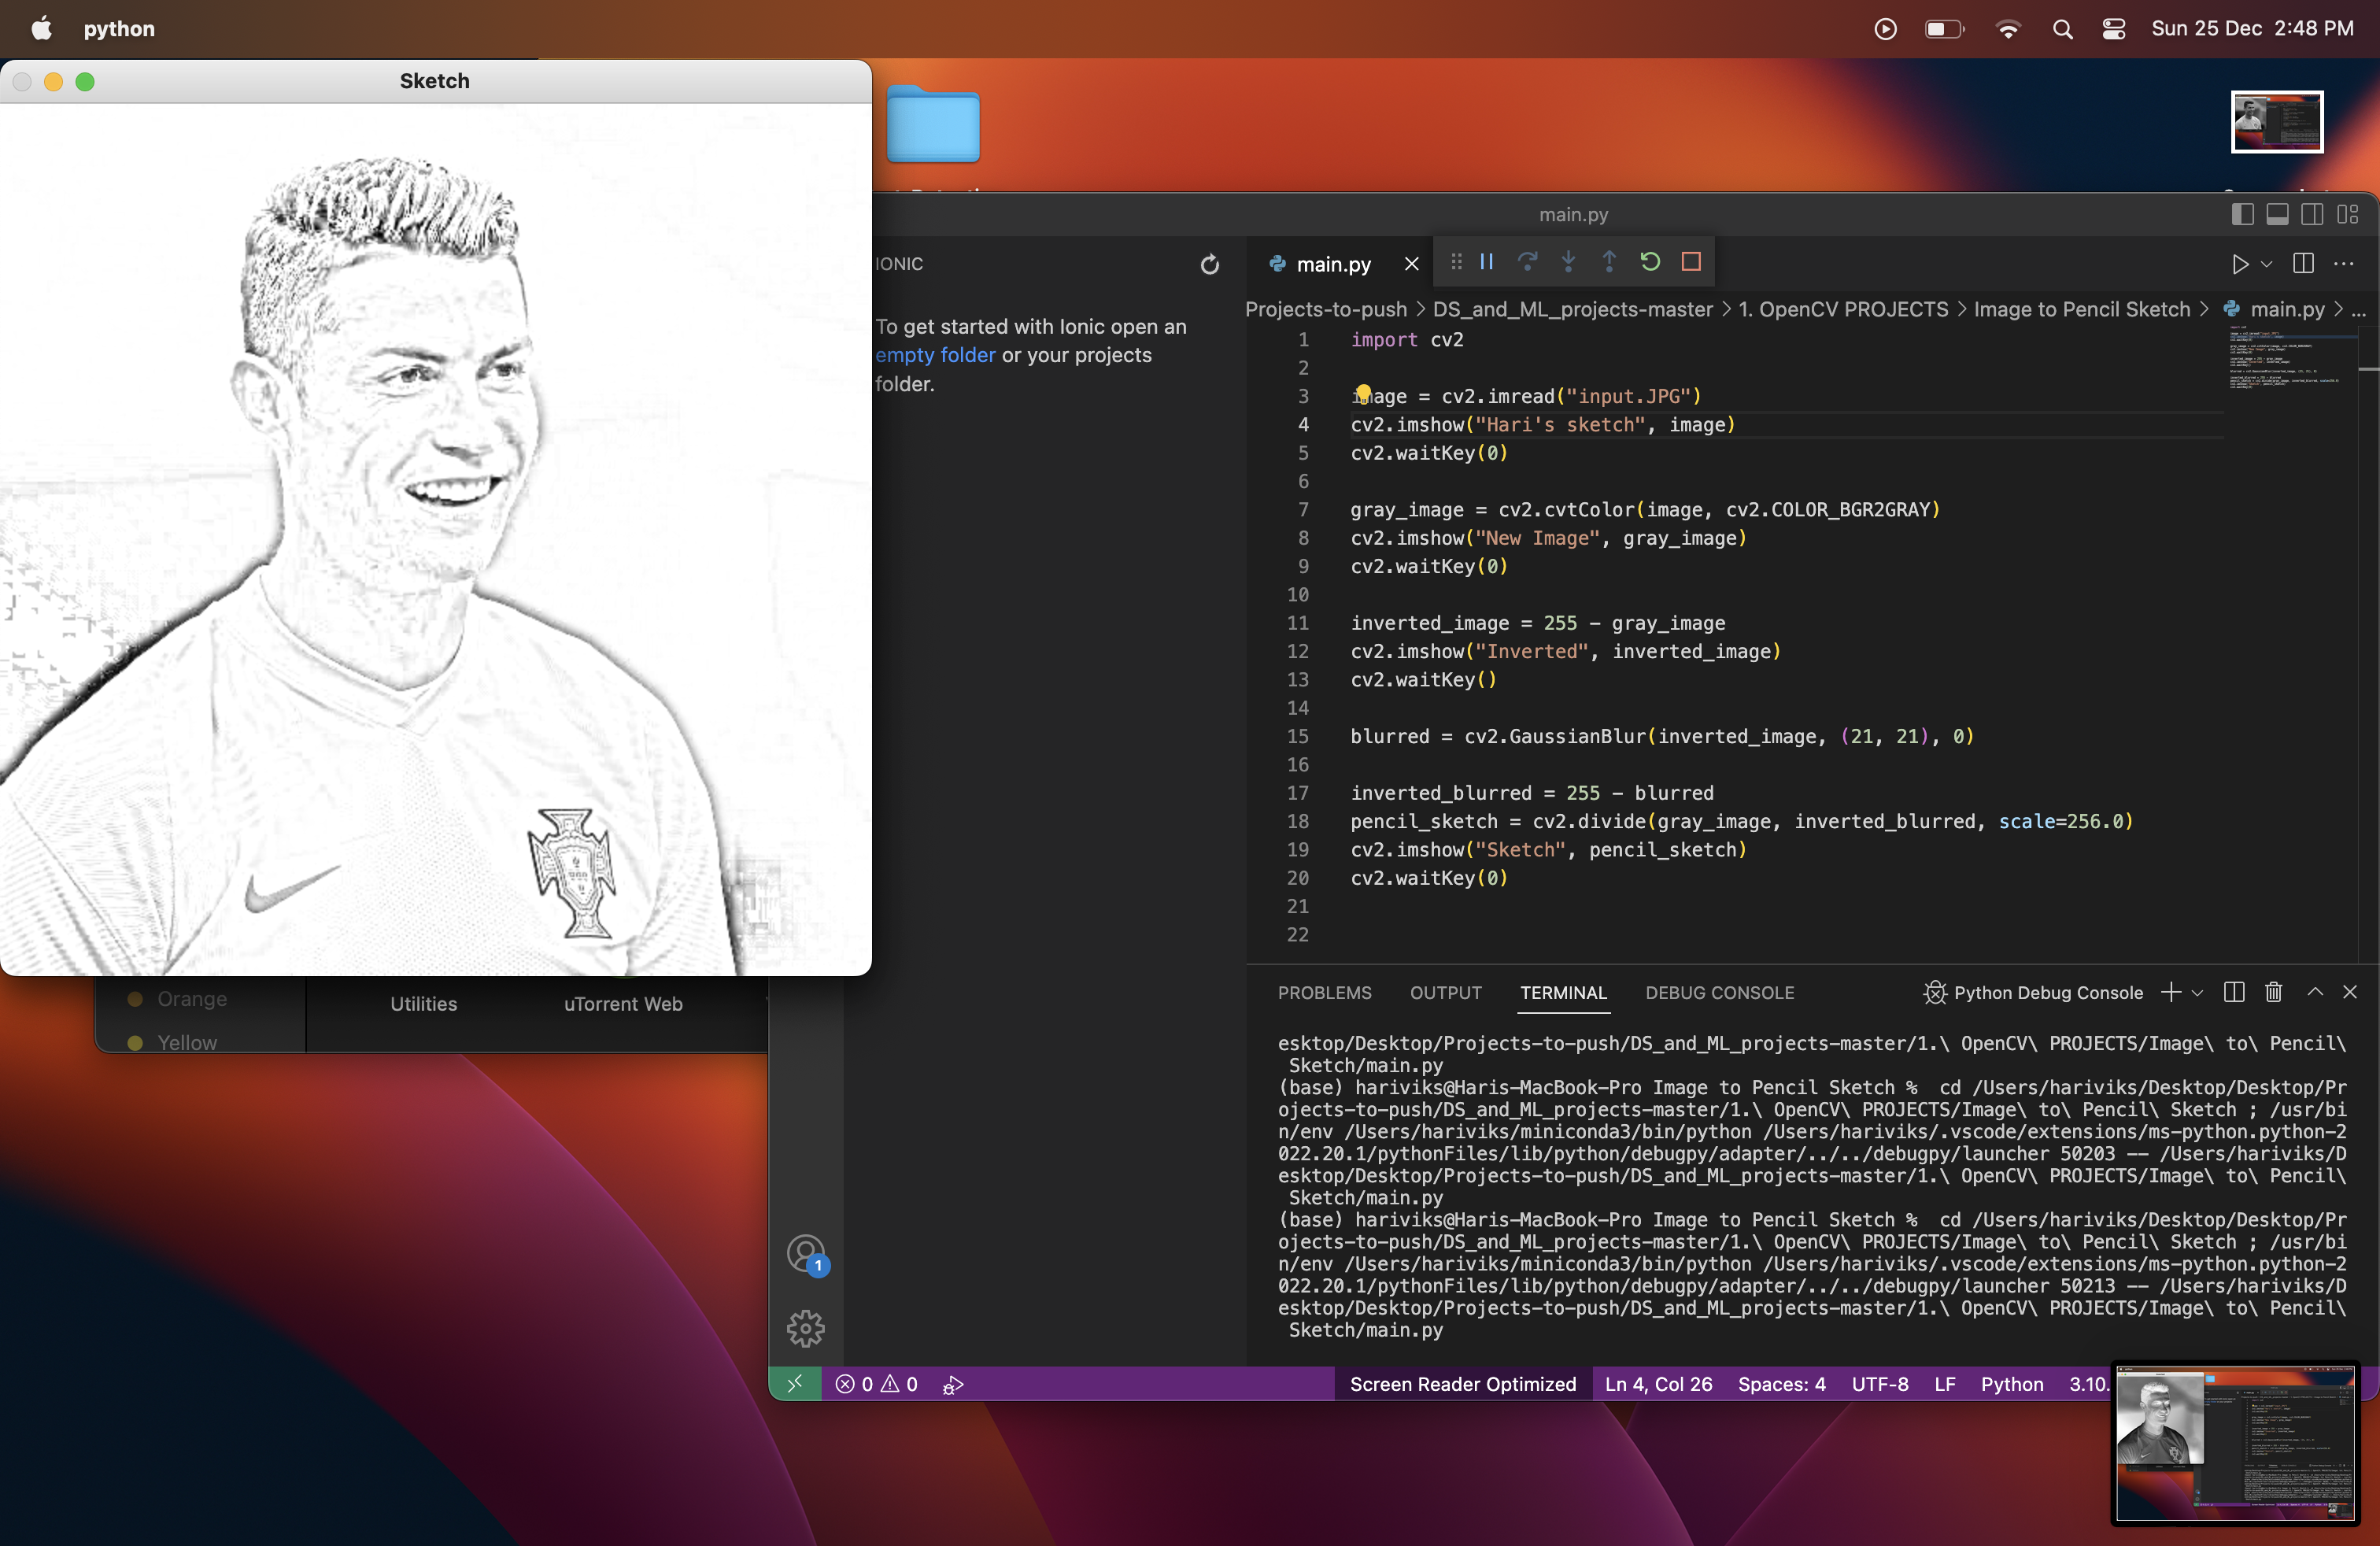 python
Sun 25 Dec 2:48 PM
Sketch
main.py
IONIC
To get started with Ionic open an
empty folder or your projects
folder.
main.py
Projects-to-push > DS_and_ML_projects-master > 1. OpenCV PROJECTS > Image to Pencil Sketch > main.py > ...
1 import cv2
2
3 image = cv2.imread("input.JPG")
4 cv2.imshow("Hari's sketch", image)
5 cv2.waitKey(0)
6
7 gray_image = cv2.cvtColor(image, cv2.COLOR_BGR2GRAY)
8 cv2.imshow("New Image", gray_image)
9 cv2.waitKey(0)
10
11 inverted_image = 255 - gray_image
12 cv2.imshow("Inverted", inverted_image)
13 cv2.waitKey()
14
15 blurred = cv2.GaussianBlur(inverted_image, (21, 21), 0)
16
17 inverted_blurred = 255 - blurred
18 pencil_sketch = cv2.divide(gray_image, inverted_blurred, scale=256.0)
19 cv2.imshow("Sketch", pencil_sketch)
20 cv2.waitKey(0)
21
22
Orange
Yellow
Utilities
uTorrent Web
PROBLEMS OUTPUT TERMINAL DEBUG CONSOLE
Python Debug Console
esktop/Desktop/Projects-to-push/DS_and_ML_projects-master/1.\ OpenCV\ PROJECTS/Image\ to\ Pencil\
Sketch/main.py
(base) hariviks@Haris-MacBook-Pro Image to Pencil Sketch %  cd /Users/hariviks/Desktop/Desktop/Pr
ojects-to-push/DS_and_ML_projects-master/1.\ OpenCV\ PROJECTS/Image\ to\ Pencil\ Sketch ; /usr/bi
n/env /Users/hariviks/miniconda3/bin/python /Users/hariviks/.vscode/extensions/ms-python.python-2
022.20.1/pythonFiles/lib/python/debugpy/adapter/../../debugpy/launcher 50203 -- /Users/hariviks/D
esktop/Desktop/Projects-to-push/DS_and_ML_projects-master/1.\ OpenCV\ PROJECTS/Image\ to\ Pencil\
Sketch/main.py
(base) hariviks@Haris-MacBook-Pro Image to Pencil Sketch %  cd /Users/hariviks/Desktop/Desktop/Pr
ojects-to-push/DS_and_ML_projects-master/1.\ OpenCV\ PROJECTS/Image\ to\ Pencil\ Sketch ; /usr/bi
n/env /Users/hariviks/miniconda3/bin/python /Users/hariviks/.vscode/extensions/ms-python.python-2
022.20.1/pythonFiles/lib/python/debugpy/adapter/../../debugpy/launcher 50213 -- /Users/hariviks/D
esktop/Desktop/Projects-to-push/DS_and_ML_projects-master/1.\ OpenCV\ PROJECTS/Image\ to\ Pencil\
Sketch/main.py
1
0 0
Screen Reader Optimized Ln 4, Col 26 Spaces: 4 UTF-8 LF Python 3.10.